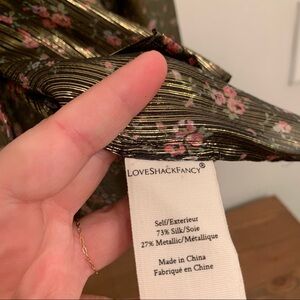 LoveShackFancy®
Self/Exterieur
73% Silk/Soie
27% Metallic/Métallique
Made in China
Fabriqué en Chine